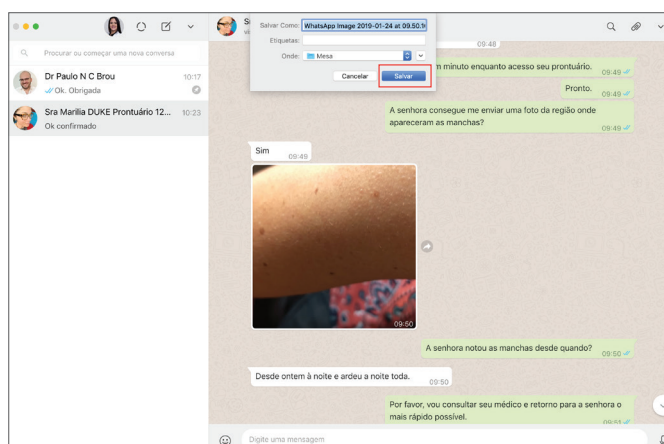 Salvar Como: WhatsApp Image 2019-01-24 at 09.50.1
Etiquetas:
Onde: Mesa
Cancelar Salvar
Procurar ou começar uma nova conversa
Dr Paulo N C Brou 10:17
Ok. Obrigada
Sra Marilia DUKE Prontuário 12... 10:23
Ok confirmado
09:48
m minuto enquanto acesso seu prontuário.
09:49
Pronto.
09:49
A senhora consegue me enviar uma foto da região onde
apareceram as manchas?
09:49
Sim
09:49
09:50
A senhora notou as manchas desde quando?
09:50
Desde ontem à noite e ardeu a noite toda.
09:50
Por favor, vou consultar seu médico e retorno para a senhora o
mais rápido possível.
09:51
Digite uma mensagem